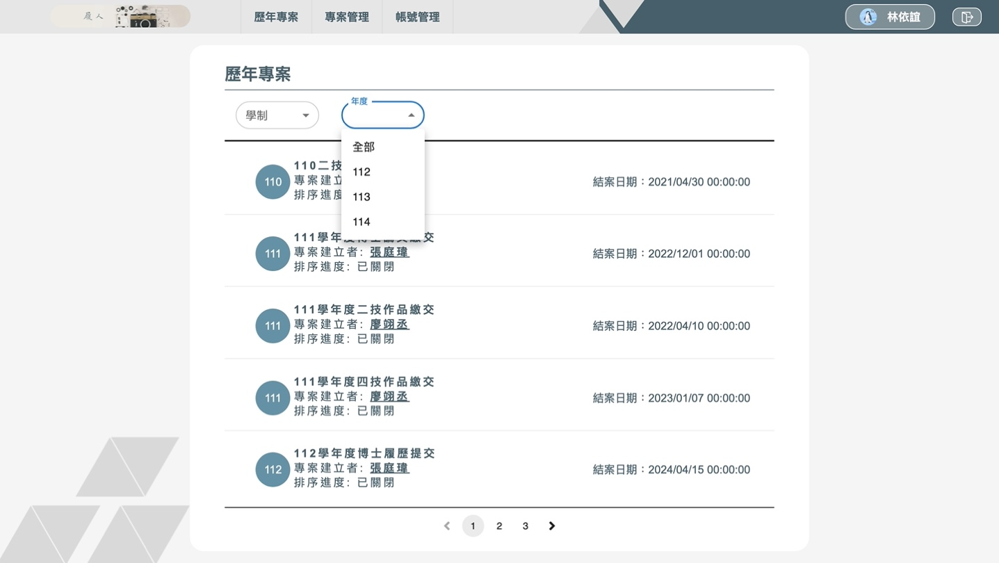 履人
歷年專案
專案管理
帳號管理
林依誼
歷年專案
學制
年度
全部
112
113
114
110
110二技
專案建立
排序進度
結案日期：2021/04/30 00:00:00
111
111學年度博士論文繳交
專案建立者: 張庭瑋
排序進度: 已關閉
結案日期：2022/12/01 00:00:00
111
111學年度二技作品繳交
專案建立者: 廖翊丞
排序進度: 已關閉
結案日期：2022/04/10 00:00:00
111
111學年度四技作品繳交
專案建立者: 廖翊丞
排序進度: 已關閉
結案日期：2023/01/07 00:00:00
112
112學年度博士履歷提交
專案建立者: 張庭瑋
排序進度: 已關閉
結案日期：2024/04/15 00:00:00
1
2
3